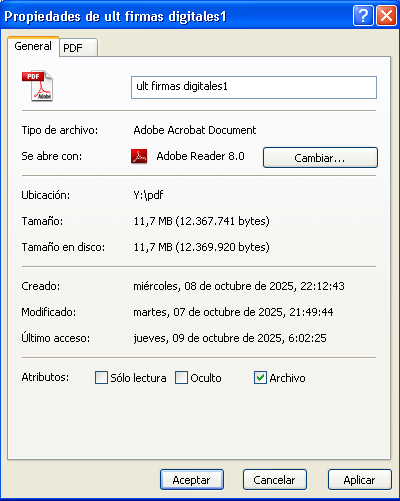 Propiedades de ult firmas digitales1
General PDF
PDF
Adobe
ult firmas digitales1
Tipo de archivo: Adobe Acrobat Document
Se abre con: Adobe Reader 8.0 Cambiar...
Ubicación: Y:\pdf
Tamaño: 11,7 MB (12.367.741 bytes)
Tamaño en disco: 11,7 MB (12.369.920 bytes)
Creado: miércoles, 08 de octubre de 2025, 22:12:43
Modificado: martes, 07 de octubre de 2025, 21:49:44
Último acceso: jueves, 09 de octubre de 2025, 6:02:25
Atributos: Sólo lectura Oculto Archivo
Aceptar Cancelar Aplicar